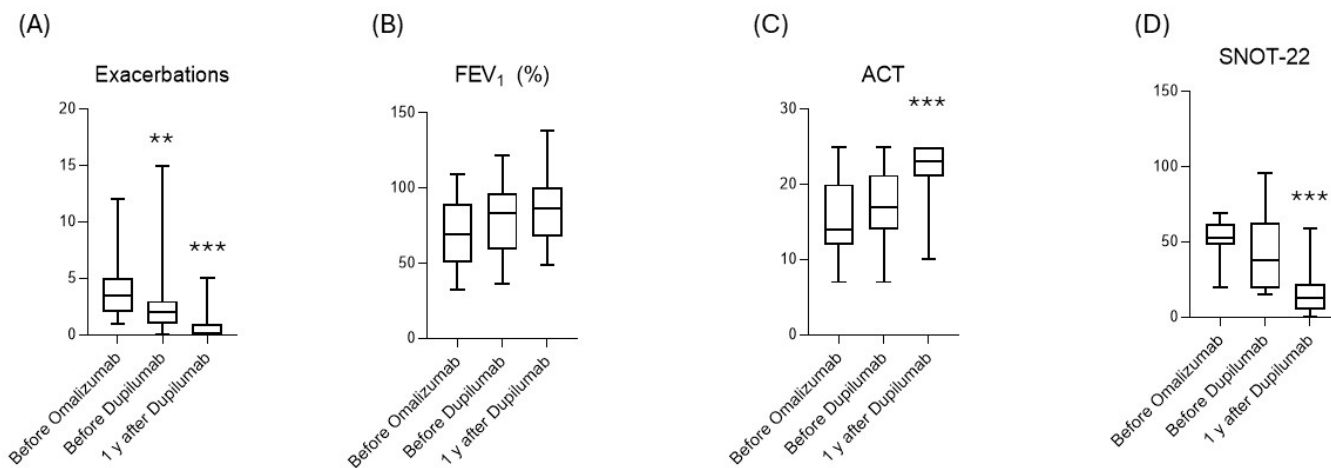 (A)
Exacerbations
20
15
10
5
0
**
***
Before Omalizumab
Before Dupilumab
1 y after Dupilumab
(B)
FEV₁ (%)
150
100
50
0
Before Omalizumab
Before Dupilumab
1 y after Dupilumab
(C)
ACT
30
20
10
0
***
Before Omalizumab
Before Dupilumab
1 y after Dupilumab
(D)
SNOT-22
150
100
50
0
***
Before Omalizumab
Before Dupilumab
1 y after Dupilumab